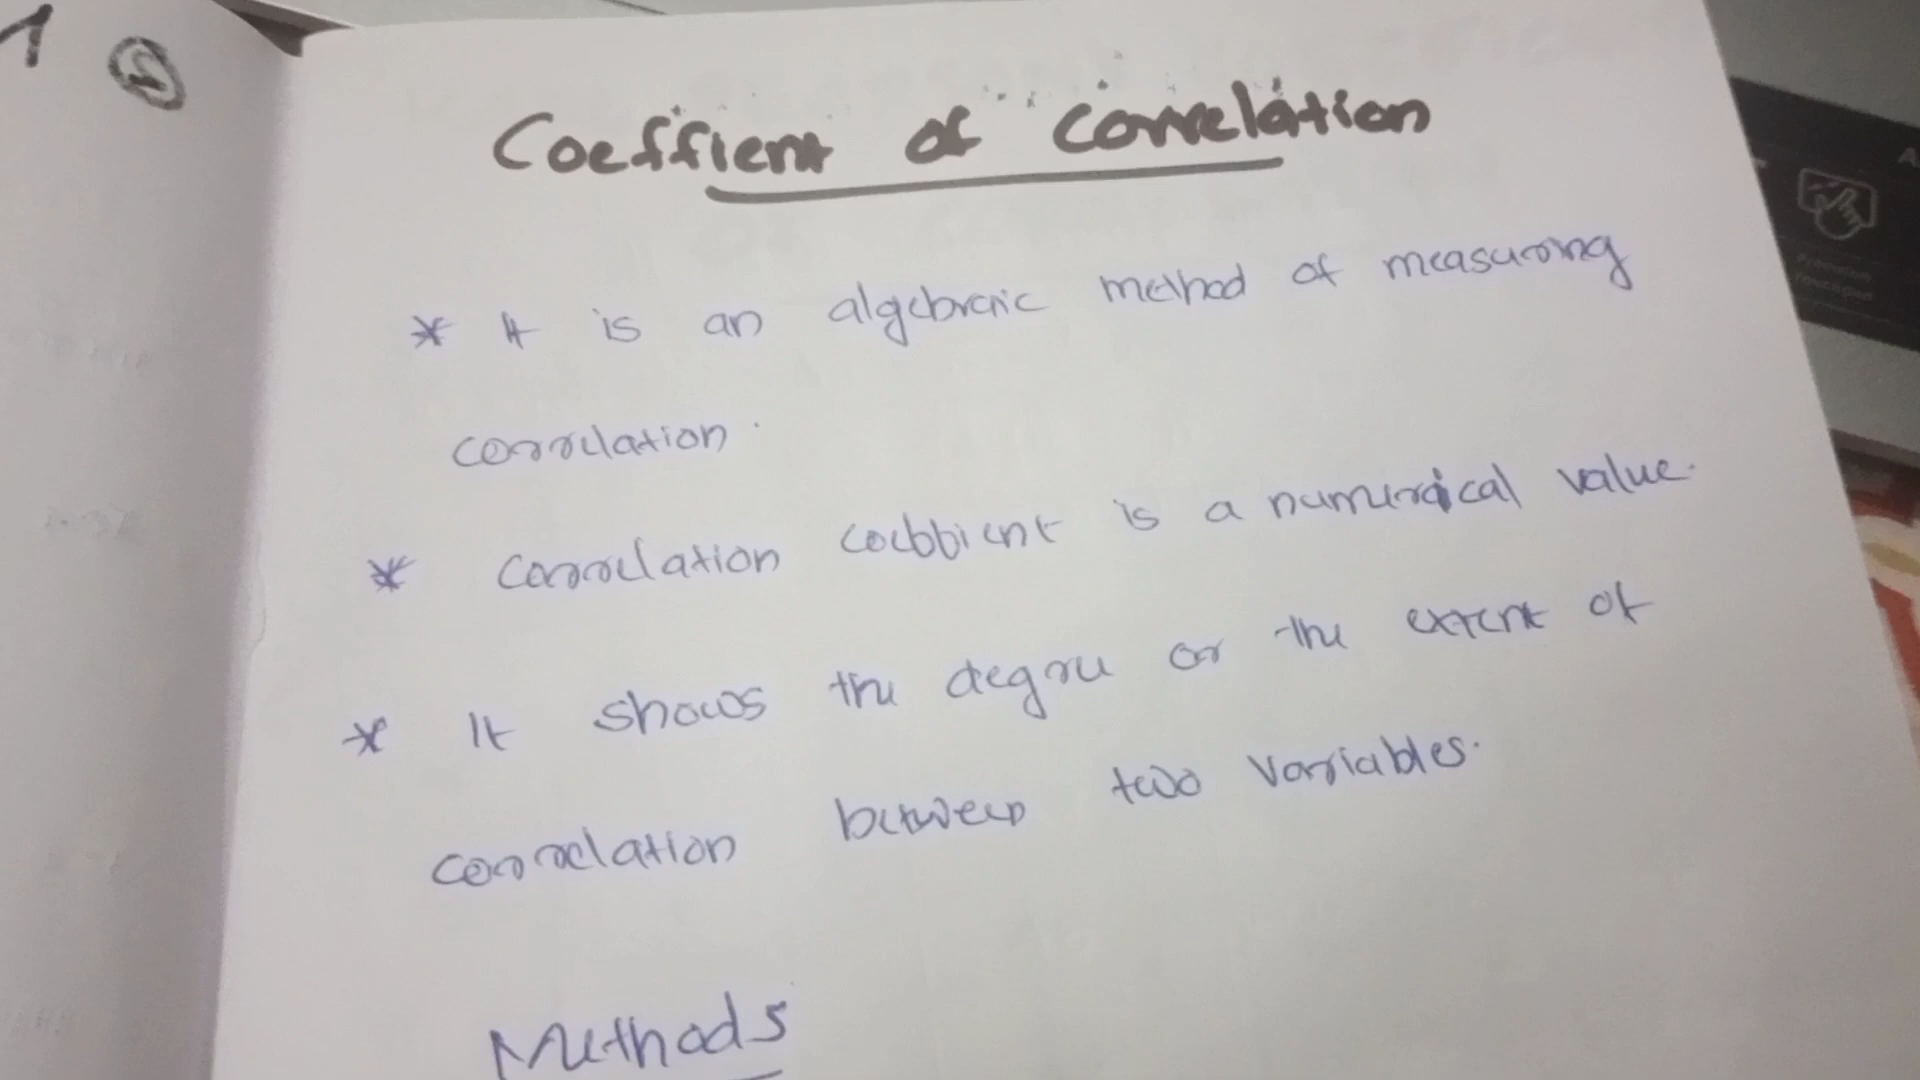 Coeffient of Correlation
* It is an algebraic method of measuring
correlation.
* Correlation coeffient is a numerical value.
* It shows the degree or the extent of
correlation between two variables.
Methods